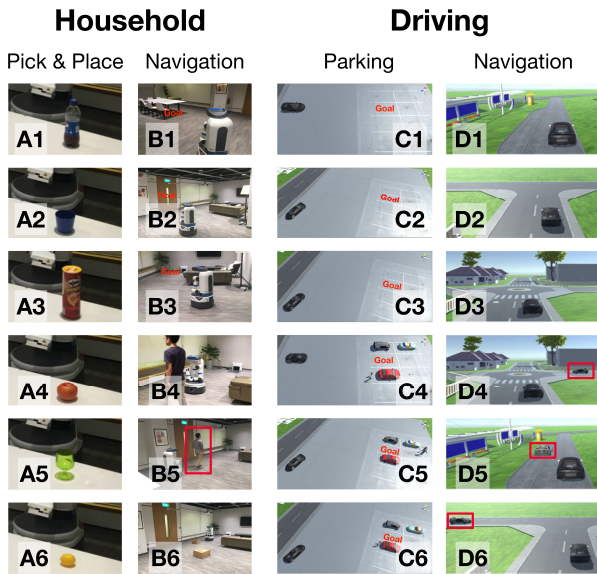 Household
Driving
Pick & Place
Navigation
Parking
Navigation
A1
Goal
B1
Goal
C1
D1
A2
Goal
B2
Goal
C2
D2
A3
Goal
B3
Goal
C3
D3
A4
B4
Goal
C4
D4
A5
B5
Goal
C5
D5
A6
B6
Goal
C6
D6